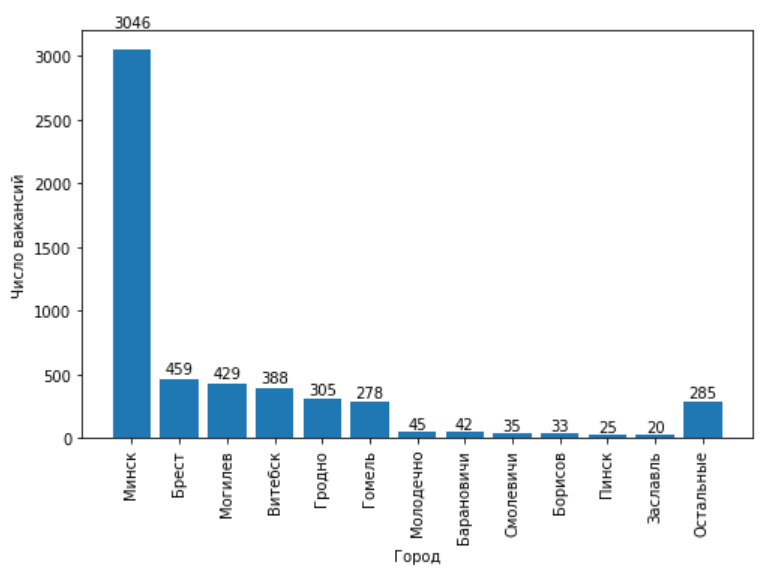 3046
3000
2500
2000
1500
1000
500
0
Число вакансий
459
429
388
305
278
45
42
35
33
25
20
285
Минск
Брест
Могилев
Витебск
Гродно
Гомель
Молодечно
Барановичи
Смолевичи
Борисов
Пинск
Заславль
Остальные
Город